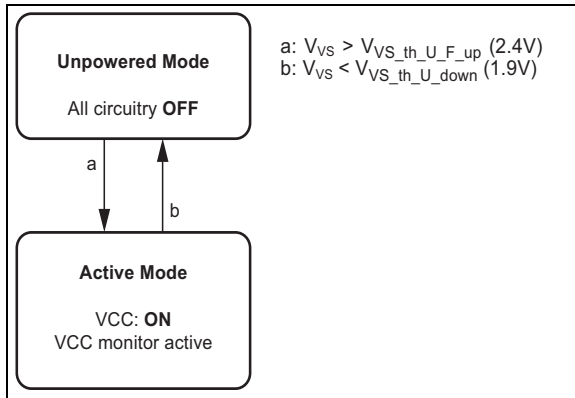 Unpowered Mode
All circuitry OFF
a: VVS > VVS_th_U_F_up (2.4V)
b: VVS < VVS_th_U_down (1.9V)
a
b
Active Mode
VCC: ON
VCC monitor active